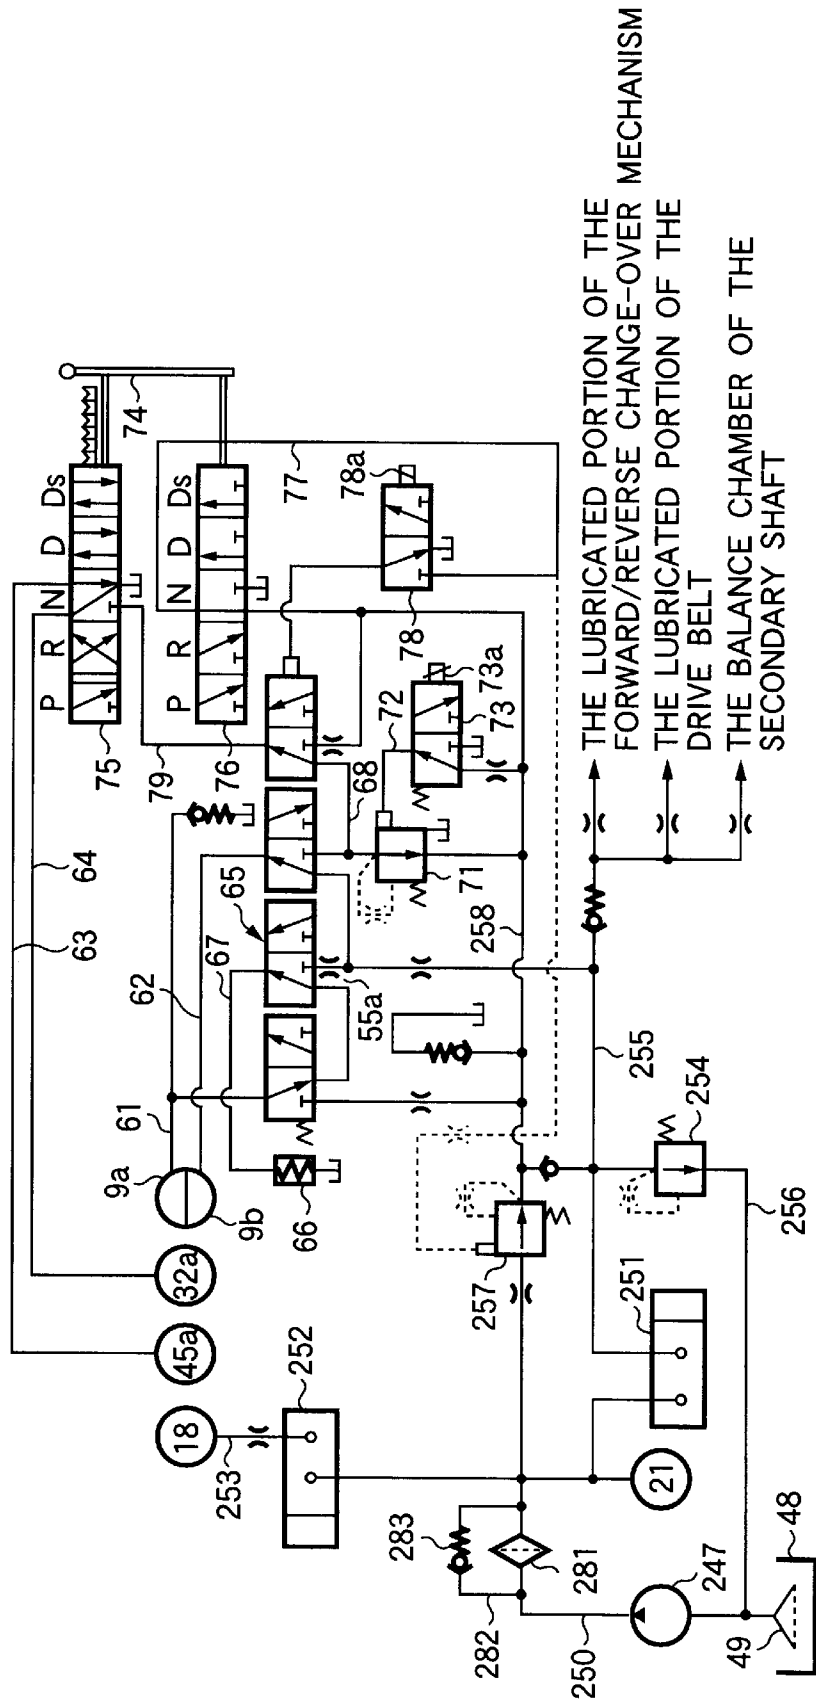 63
64
61
62
9a
9b
32a
45a
18
253
252
66
67
65
55a
79
75
P R N D Ds
76
P R N D Ds
74
77
78a
78
68
72
73a
73
71
258
257
255
254
256
251
21
283
282
281
250
247
49
48
THE LUBRICATED PORTION OF THE
FORWARD/REVERSE CHANGE-OVER MECHANISM
THE LUBRICATED PORTION OF THE
DRIVE BELT
THE BALANCE CHAMBER OF THE
SECONDARY SHAFT